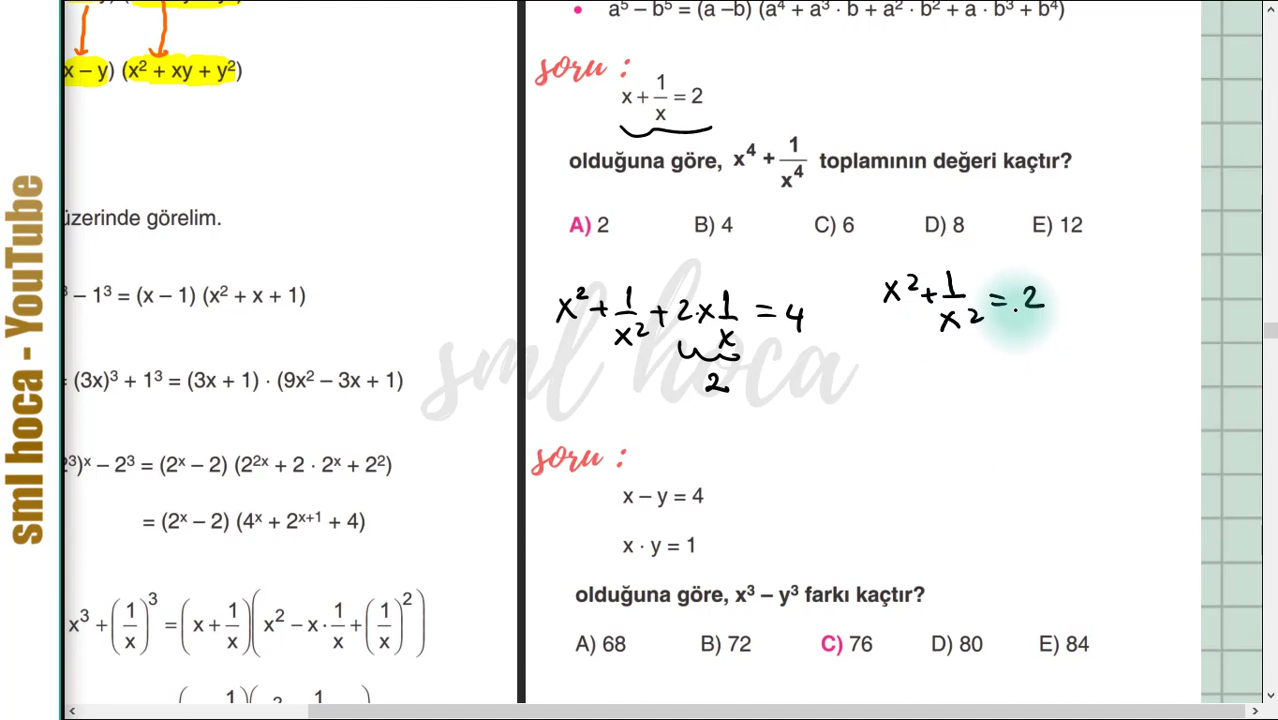 sml hoca - YouTube
x – y) (x² + xy + y²)
üzerinde görelim.
³ – 1³ = (x – 1) (x² + x + 1)
= (3x)³ + 1³ = (3x + 1) · (9x² – 3x + 1)
2³)ˣ – 2³ = (2ˣ – 2) (2²ˣ + 2 · 2ˣ + 2²)
= (2ˣ – 2) (4ˣ + 2ˣ⁺¹ + 4)
x³ + (1/x)³ = (x + 1/x)(x² – x · 1/x + (1/x)²)
• a⁵ – b⁵ = (a –b) (a⁴ + a³ · b + a² · b² + a · b³ + b⁴)
soru :
x + 1/x = 2
olduğuna göre, x⁴ + 1/x⁴ toplamının değeri kaçtır?
A) 2 B) 4 C) 6 D) 8 E) 12
x² + 1/x² + 2·x 1/x = 4
2
x² + 1/x² = 2
sml hoca
soru :
x – y = 4
x · y = 1
olduğuna göre, x³ – y³ farkı kaçtır?
A) 68 B) 72 C) 76 D) 80 E) 84